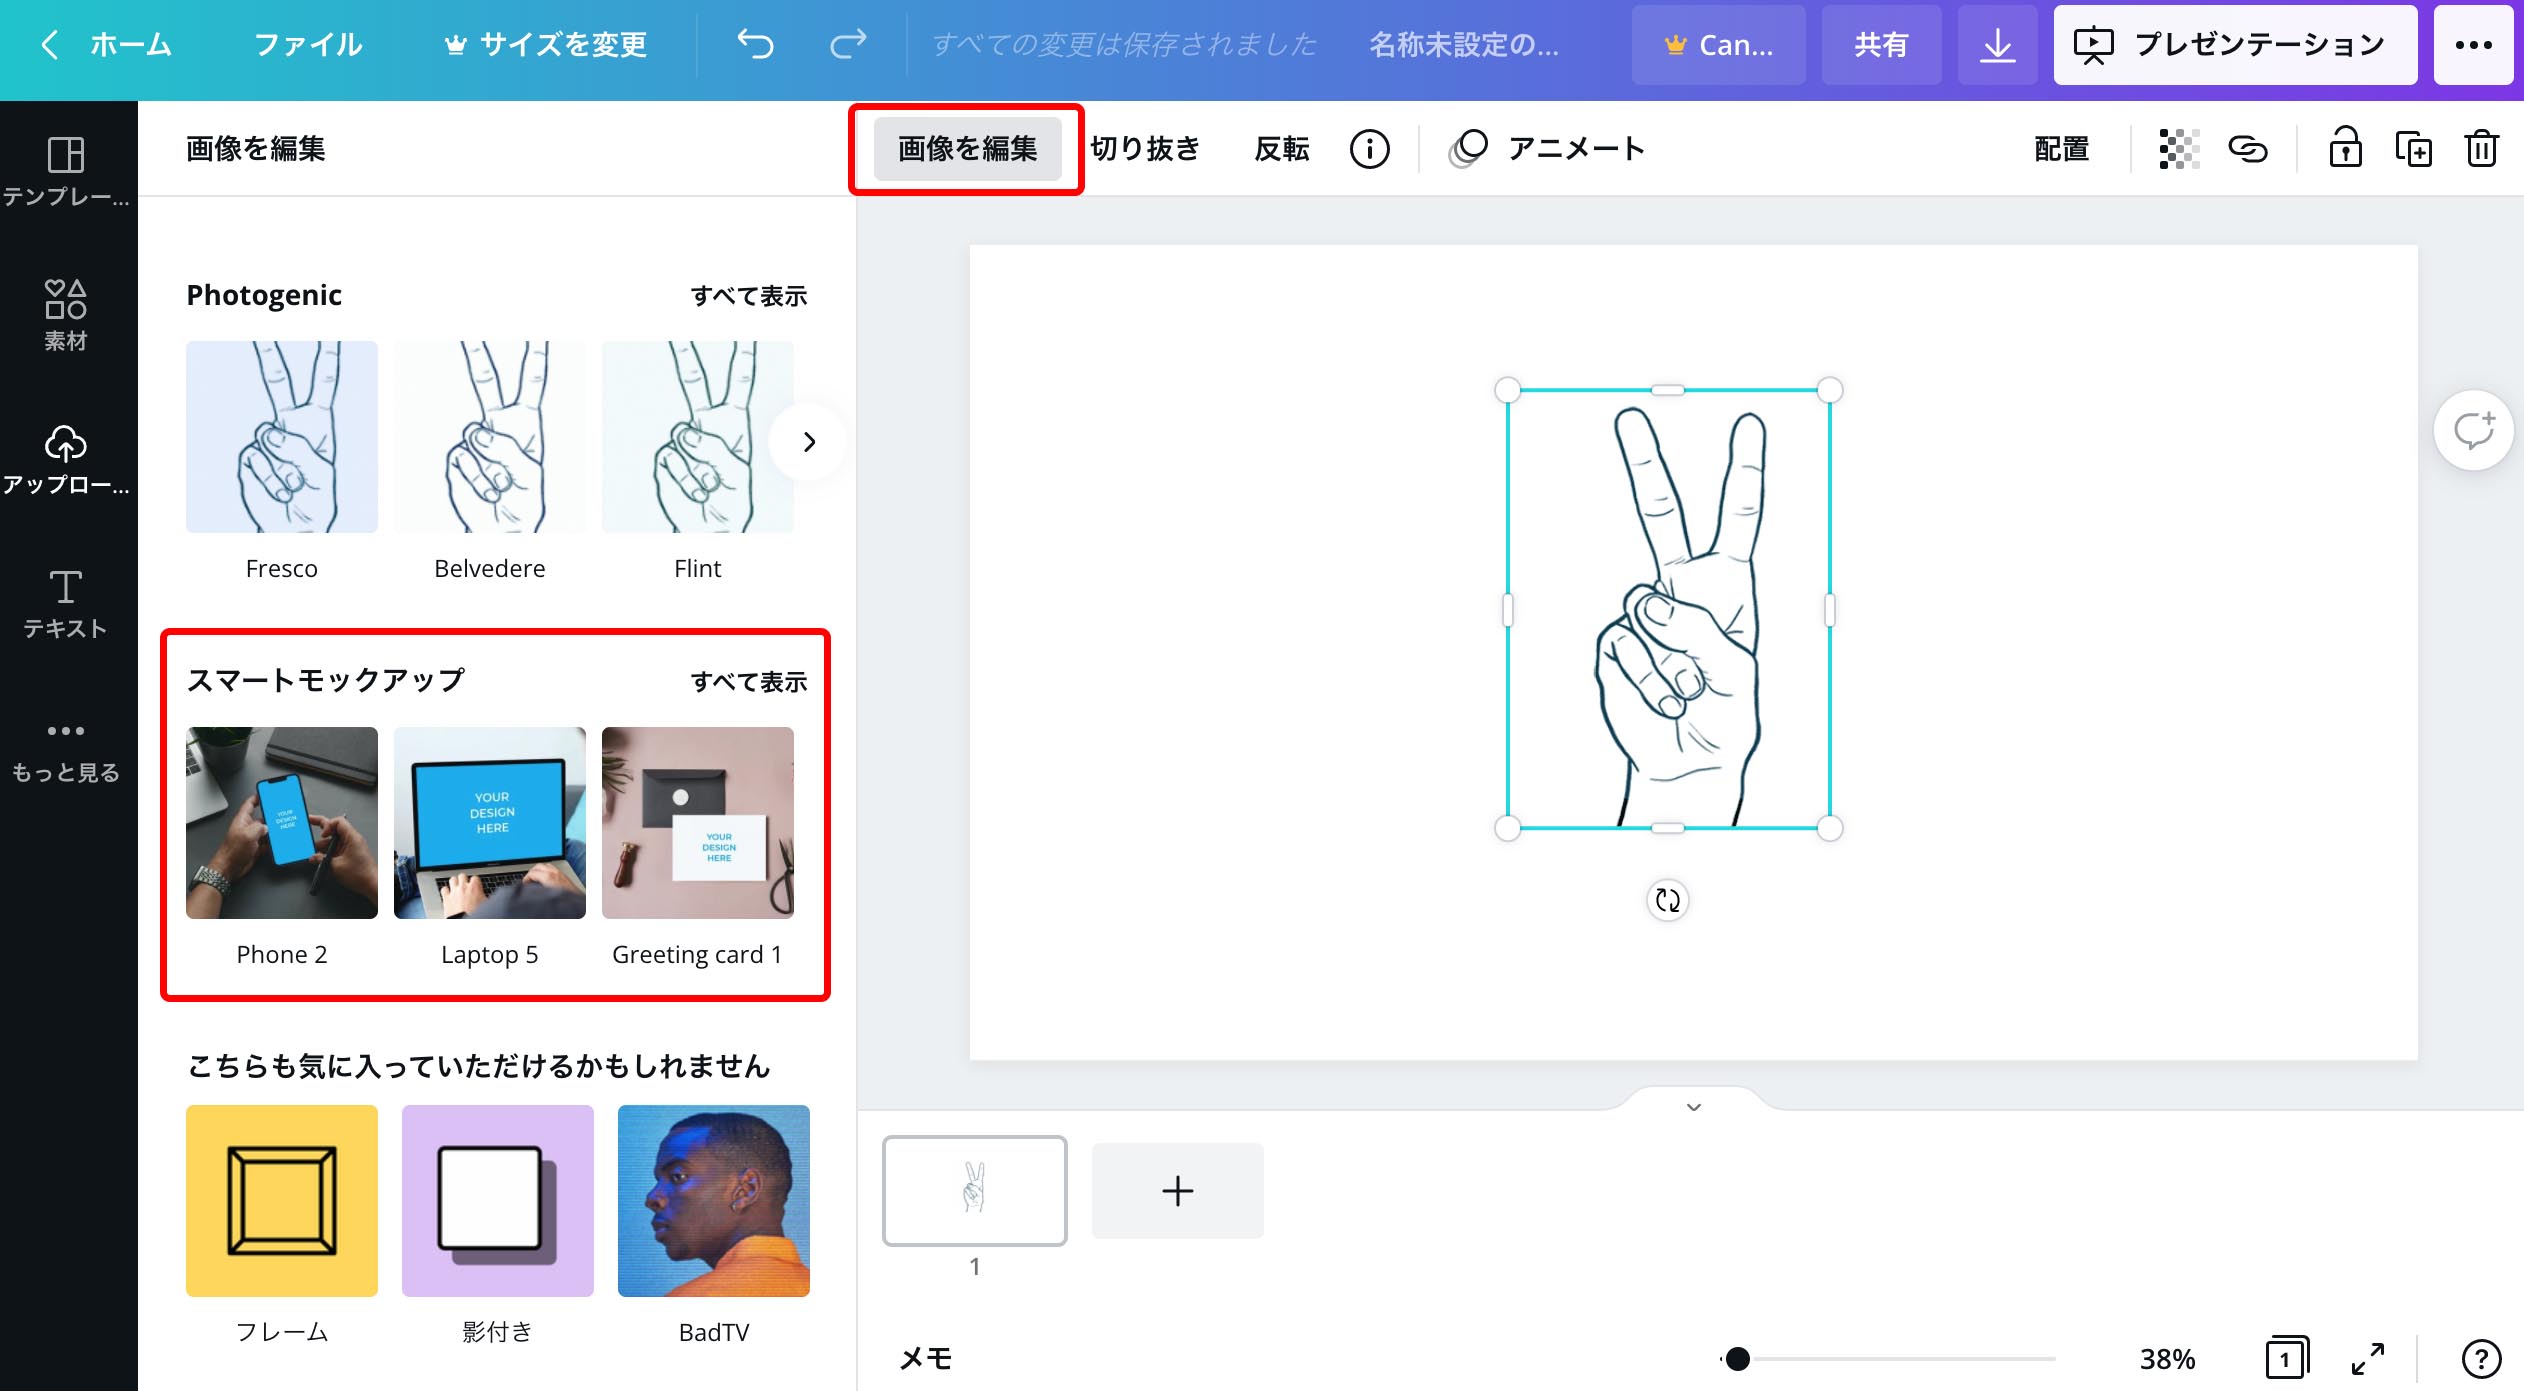 ホーム
ファイル
サイズを変更
すべての変更は保存されました
名称未設定の...
Can...
共有
プレゼンテーション
テンプレー...
素材
アップロー...
テキスト
もっと見る
画像を編集
画像を編集
切り抜き
反転
アニメート
配置
Photogenic
すべて表示
Fresco
Belvedere
Flint
スマートモックアップ
すべて表示
YOUR
DESIGN
HERE
YOUR
DESIGN
HERE
YOUR
DESIGN
HERE
Phone 2
Laptop 5
Greeting card 1
こちらも気に入っていただけるかもしれません
フレーム
影付き
BadTV
1
メモ
38%
1
?